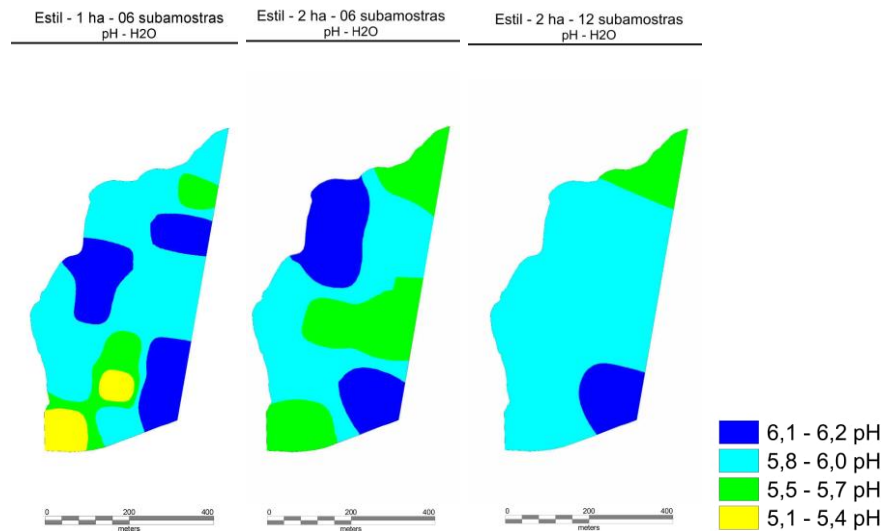 Estil - 1 ha - 06 subamostras
pH - H2O
Estil - 2 ha - 06 subamostras
pH - H2O
Estil - 2 ha - 12 subamostras
pH - H2O
0 200 400
meters
0 200 400
meters
0 200 400
meters
6,1 - 6,2 pH
5,8 - 6,0 pH
5,5 - 5,7 pH
5,1 - 5,4 pH